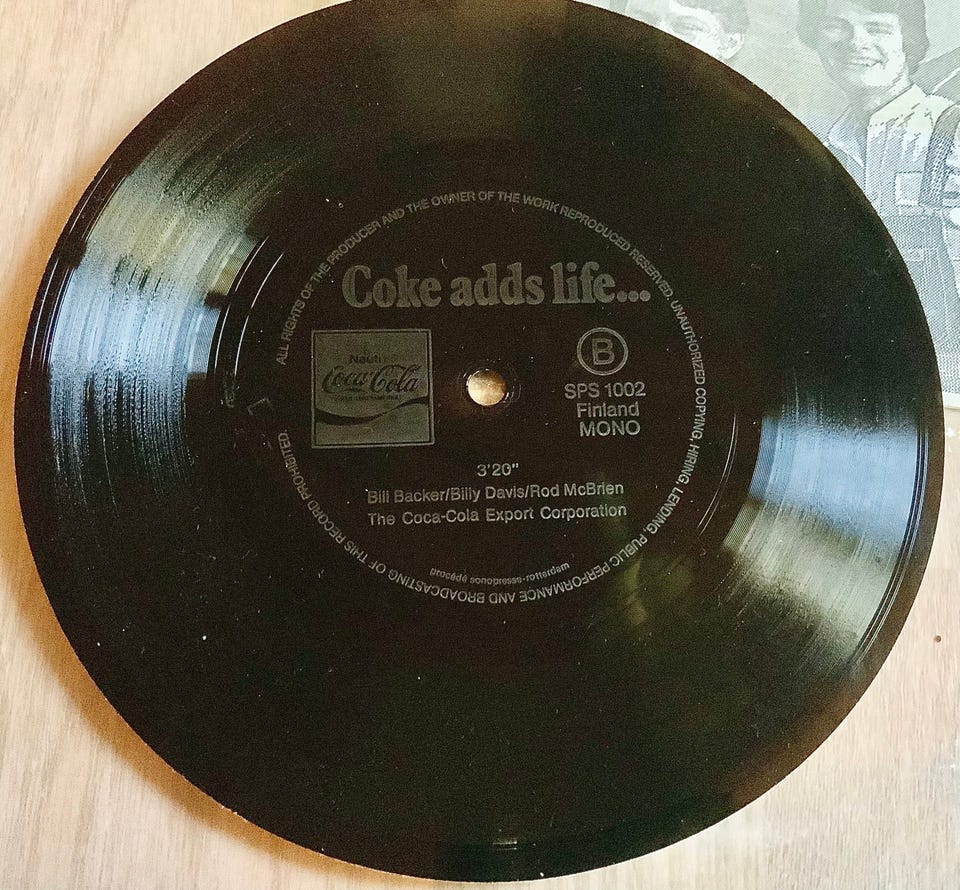 ALL RIGHTS OF THE PRODUCER AND THE OWNER OF THE WORK REPRODUCED RESERVED. UNAUTHORIZED COPYING, HIRING, LENDING, PUBLIC PERFORMANCE AND BROADCASTING OF THIS RECORD PROHIBITED
Coke adds life...
Coca-Cola
B
SPS 1002
Finland
MONO
3'20"
Bill Backer/Billy Davis/Rod McBrien
The Coca-Cola Export Corporation
procédé sonopresse-rotterdam